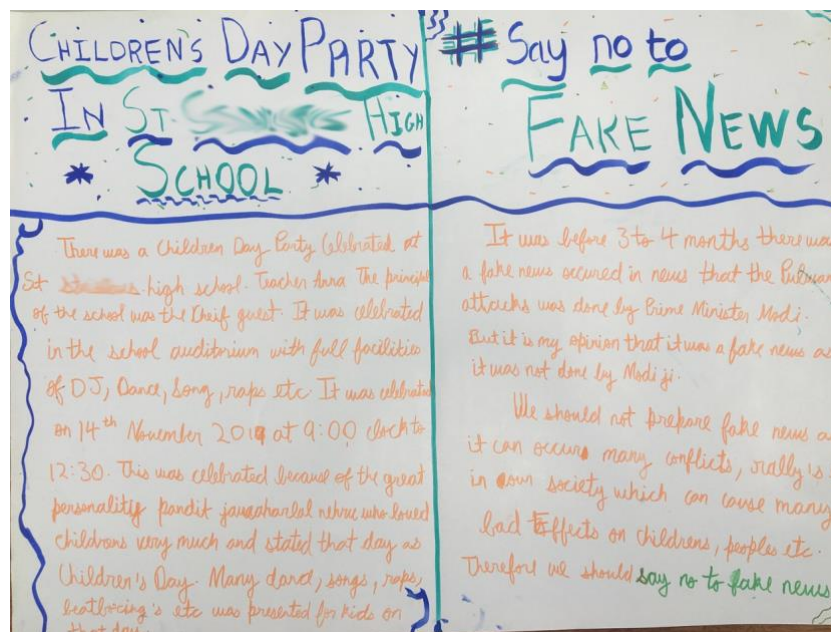 CHILDREN'S DAY PARTY
IN ST HIGH
SCHOOL
There was a Children Day Party Celebrated at
St high school. Teacher Anna The principal
of the school was the Cheif guest. It was celebrated
in the school auditorium with full facilities
of DJ, Dance, Song, raps etc It was celebrated
on 14th November 2019 at 9:00 clock to
12:30. This was celebrated because of the great
personality pandit jawaharlal nehru who loved
childrens very much and stated that day as
Children's Day. Many dance, songs, raps,
beatboxing's etc was presented for kids on
that day
# Say no to
FAKE NEWS
It was before 3 to 4 months there was
a fake news occured in news that the
attacks was done by Prime Minister Modi.
But it is my opinion that it was a fake news as
it was not done by Modi ji.
We should not prepare fake news as
it can occur many conflicts, rally's
in our society which can cause many
bad Effects on childrens, peoples etc.
Therefore we should say no to fake news